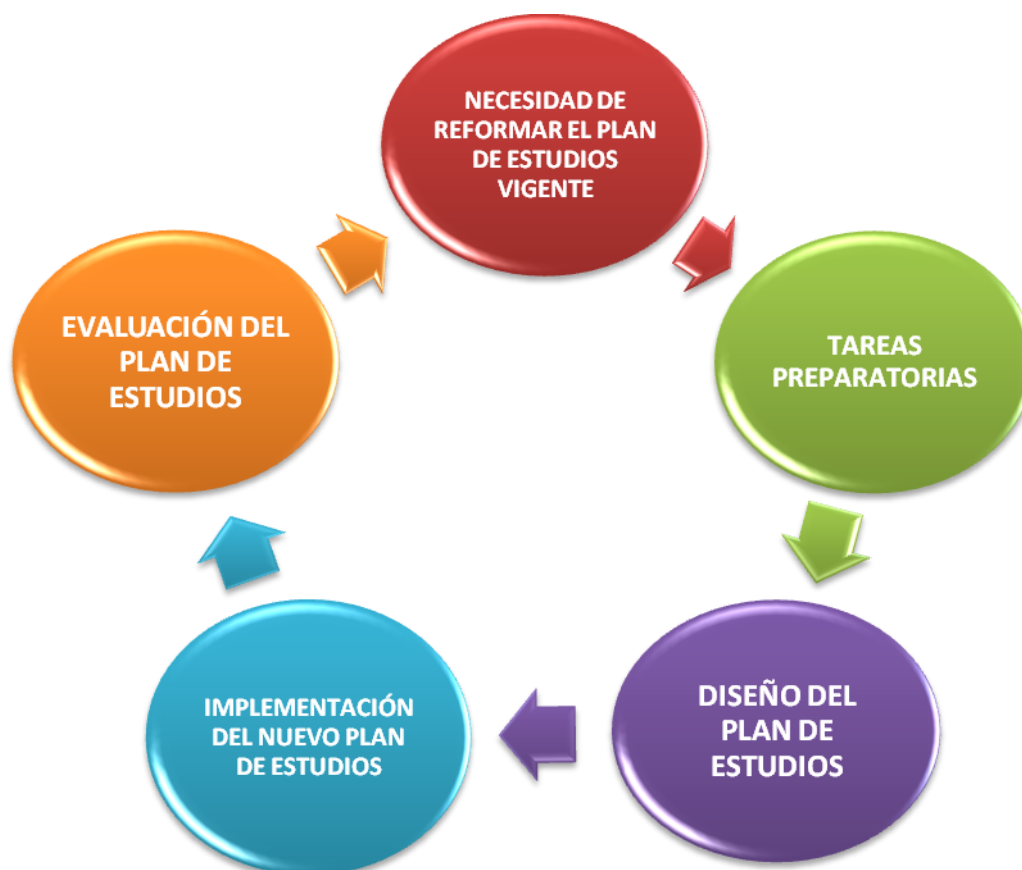 NECESIDAD DE
REFORMAR EL PLAN
DE ESTUDIOS
VIGENTE
TAREAS
PREPARATORIAS
DISEÑO DEL
PLAN DE
ESTUDIOS
IMPLEMENTACIÓN
DEL NUEVO PLAN
DE ESTUDIOS
EVALUACIÓN DEL
PLAN DE
ESTUDIOS